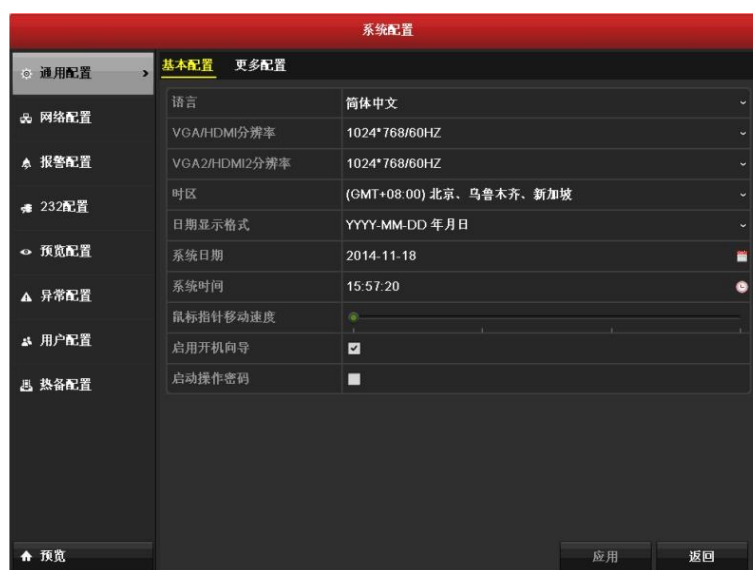 系统配置
通用配置
网络配置
报警配置
232配置
预览配置
异常配置
用户配置
热备配置
预览
基本配置 更多配置
语言 简体中文
VGA/HDMI分辨率 1024*768/60HZ
VGA2/HDMI2分辨率 1024*768/60HZ
时区 (GMT+08:00) 北京、乌鲁木齐、新加坡
日期显示格式 YYYY-MM-DD 年月日
系统日期 2014-11-18
系统时间 15:57:20
鼠标指针移动速度
启用开机向导
启动操作密码
应用 返回